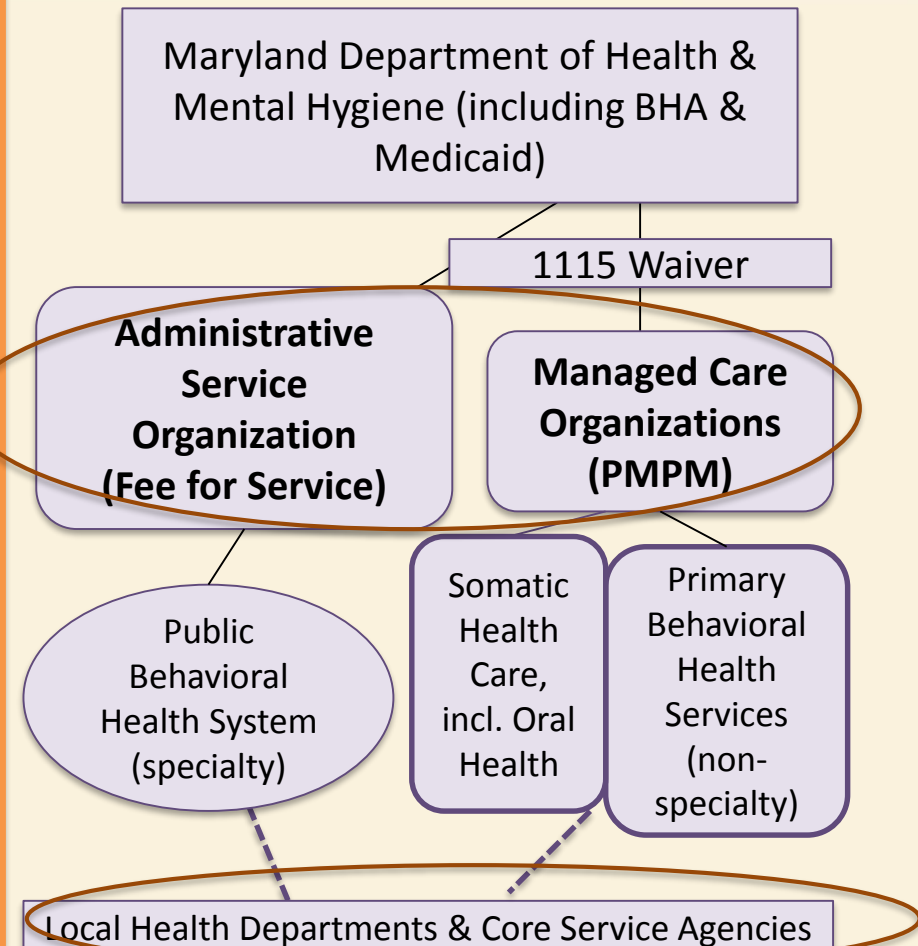 Maryland Department of Health &
Mental Hygiene (including BHA &
Medicaid)
1115 Waiver
Administrative
Service
Organization
(Fee for Service)
Managed Care
Organizations
(PMPM)
Public
Behavioral
Health System
(specialty)
Somatic
Health
Care,
incl. Oral
Health
Primary
Behavioral
Health
Services
(non-
specialty)
Local Health Departments & Core Service Agencies